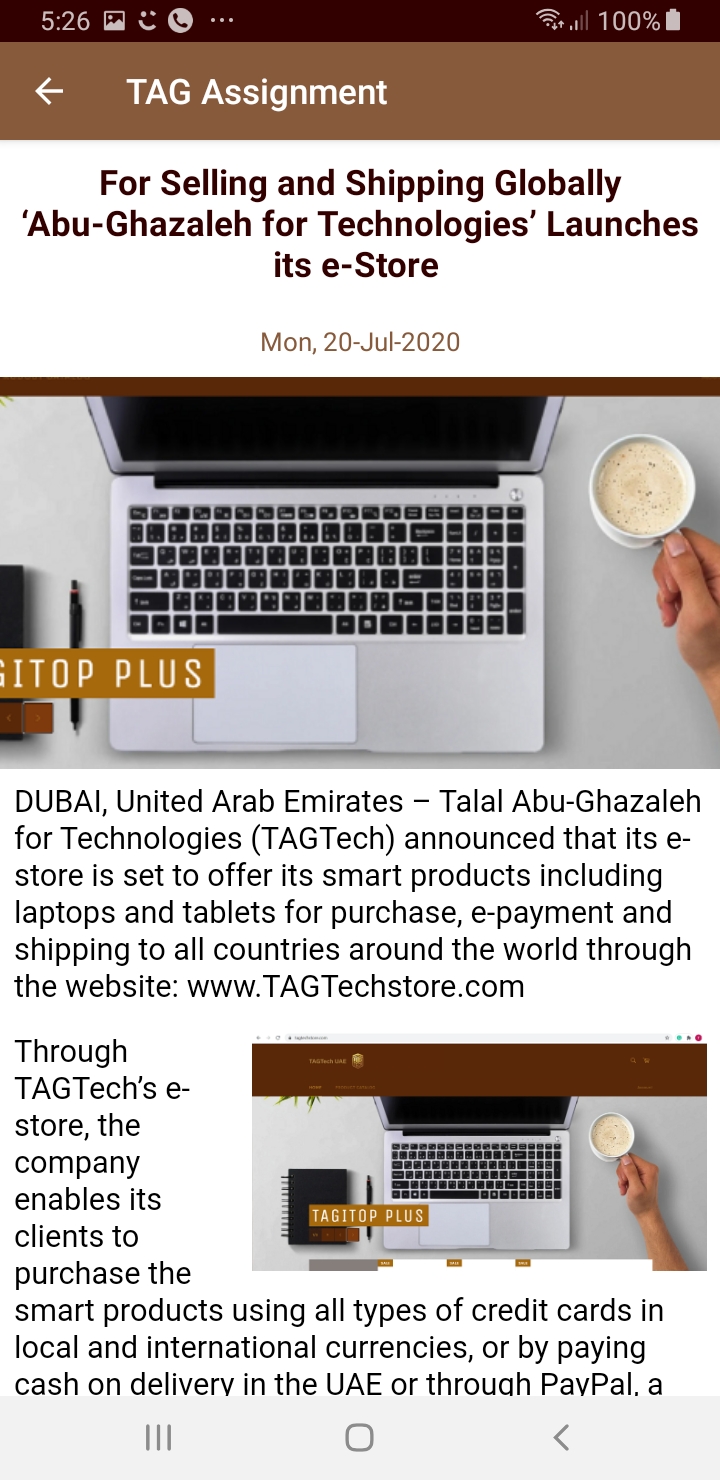 5:26
100%
TAG Assignment
For Selling and Shipping Globally
‘Abu-Ghazaleh for Technologies’ Launches
its e-Store
Mon, 20-Jul-2020
GITOP PLUS
DUBAI, United Arab Emirates – Talal Abu-Ghazaleh
for Technologies (TAGTech) announced that its e-
store is set to offer its smart products including
laptops and tablets for purchase, e-payment and
shipping to all countries around the world through
the website: www.TAGTechstore.com
Through
TAGTech’s e-
store, the
company
enables its
clients to
purchase the
TAGTech UAE
TAGITOP PLUS
SALE
SALE
SALE
smart products using all types of credit cards in
local and international currencies, or by paying
cash on delivery in the UAE or through PayPal, a